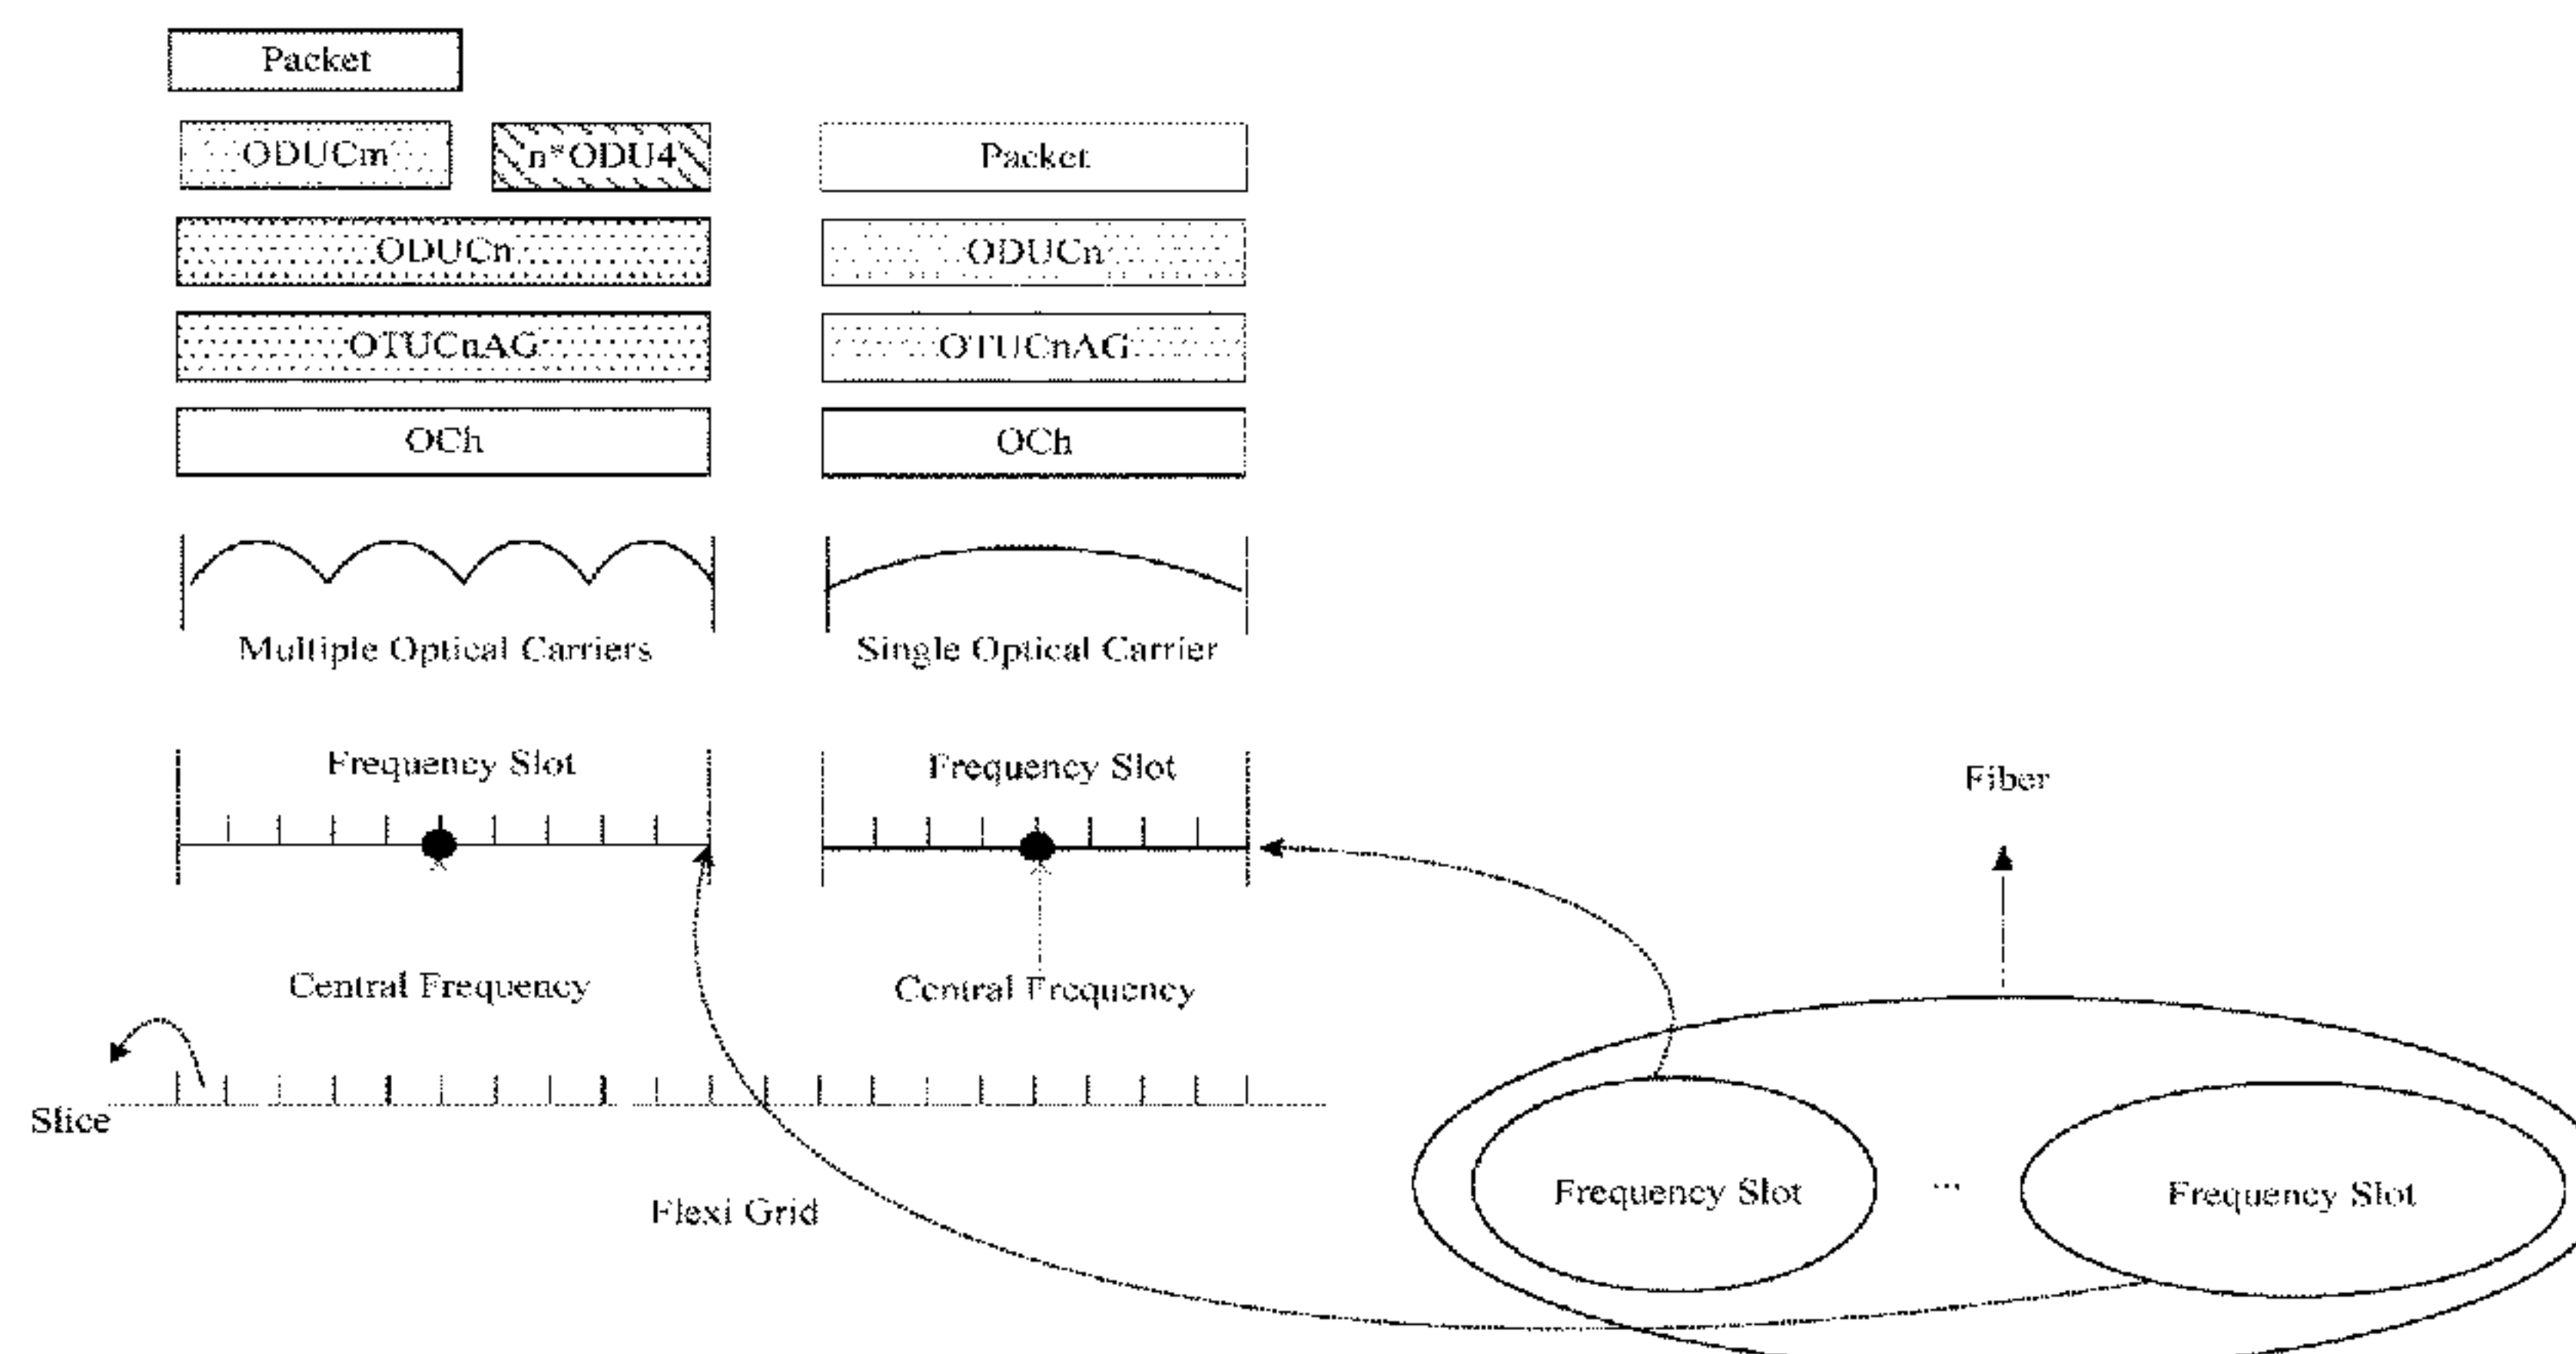 Packet
ODUCm
n*ODU4
Packet
ODUCn
ODUCn
OTUCnAG
OTUCnAG
OCh
OCh
Multiple Optical Carriers
Single Optical Carrier
Frequency Slot
Frequency Slot
Fiber
Central Frequency
Central Frequency
Slice
Frequency Slot
...
Frequency Slot
Flexi Grid